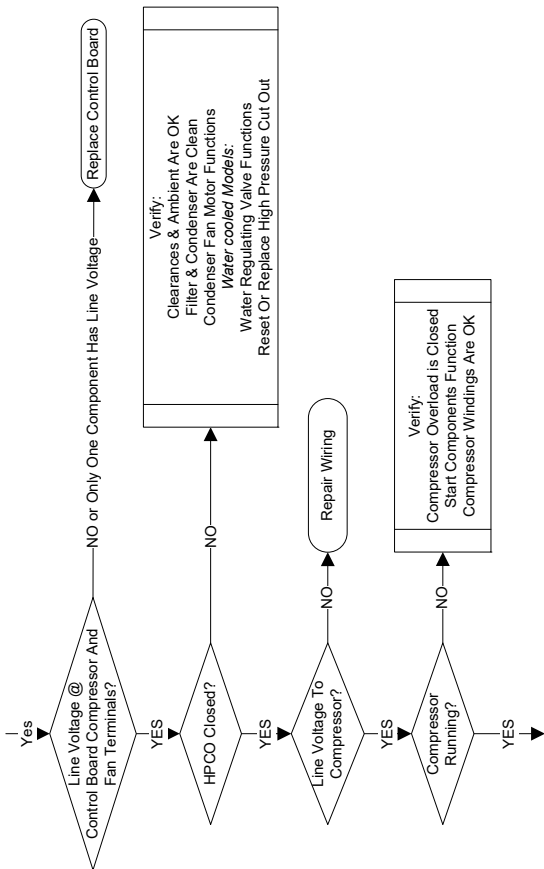 Yes
Line Voltage @
Control Board Compressor And
Fan Terminals?
NO or Only One Component Has Line Voltage
Replace Control Board
YES
HPCO Closed?
NO
Verify:
Clearances & Ambient Are OK
Filter & Condenser Are Clean
Condenser Fan Motor Functions
Water cooled Models:
Water Regulating Valve Functions
Reset Or Replace High Pressure Cut Out
YES
Line Voltage To
Compressor?
NO
Repair Wiring
YES
Compressor
Running?
NO
Verify:
Compressor Overload is Closed
Start Components Function
Compressor Windings Are OK
YES